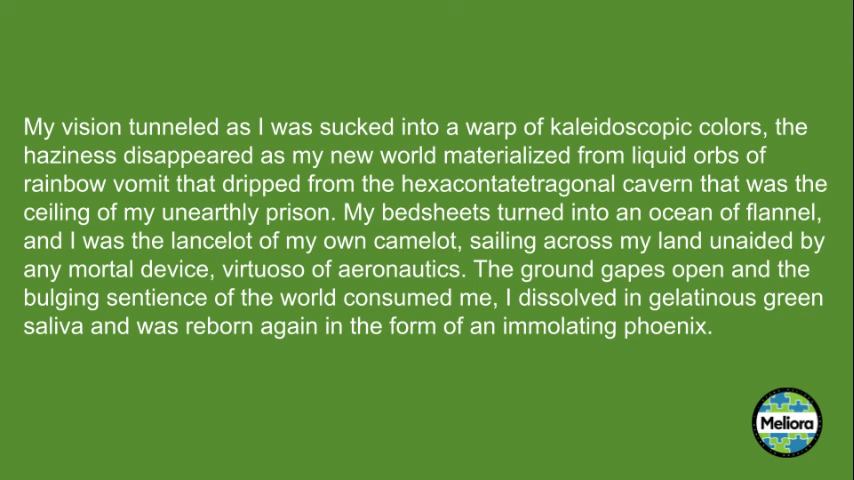 My vision tunneled as I was sucked into a warp of kaleidoscopic colors, the
haziness disappeared as my new world materialized from liquid orbs of
rainbow vomit that dripped from the hexacontatetragonal cavern that was the
ceiling of my unearthly prison. My bedsheets turned into an ocean of flannel,
and I was the lancelot of my own camelot, sailing across my land unaided by
any mortal device, virtuoso of aeronautics. The ground gapes open and the
bulging sentience of the world consumed me, I dissolved in gelatinous green
saliva and was reborn again in the form of an immolating phoenix.
Meliora